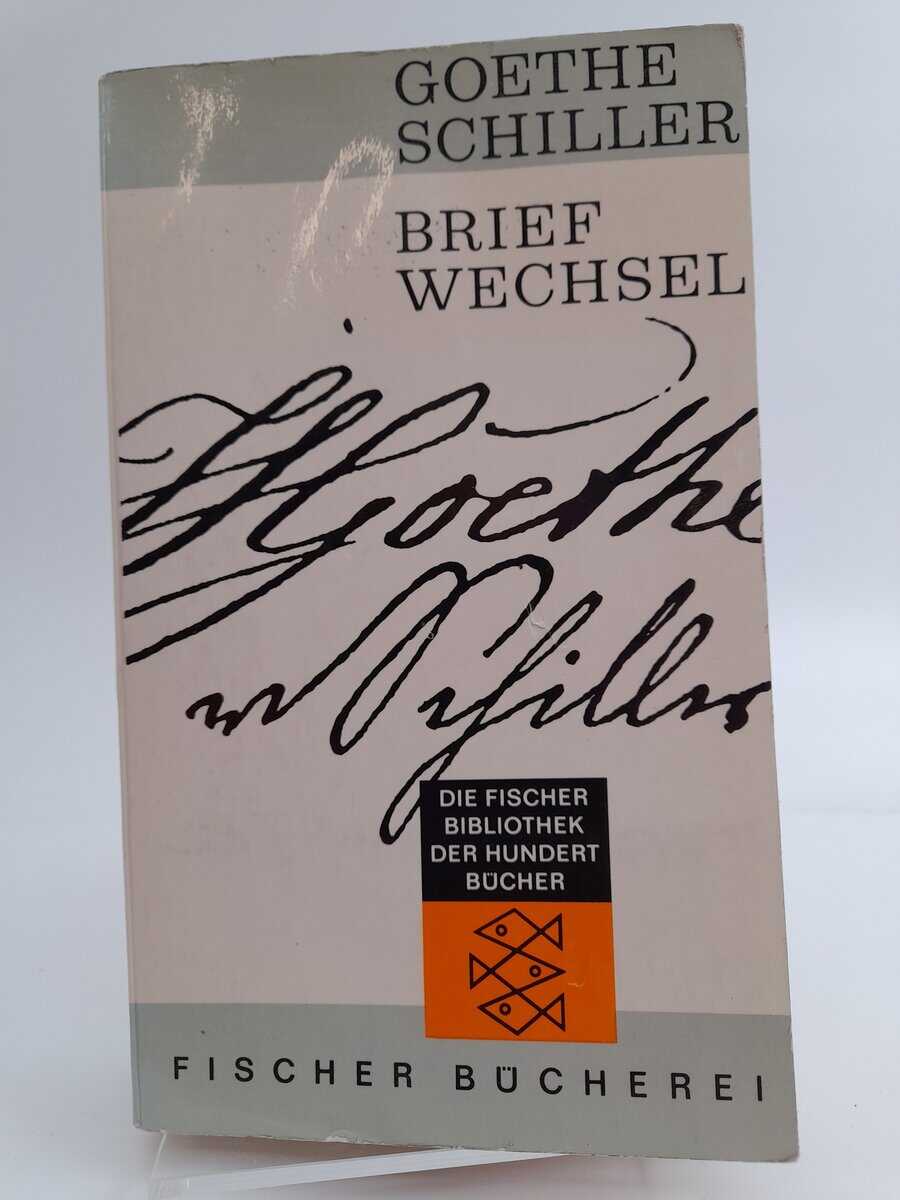 GOETHE
SCHILLER
BRIEF
WECHSEL
Goethe
Schiller
DIE FISCHER
BIBLIOTHEK
DER HUNDERT
BÜCHER
FISCHER BÜCHEREI